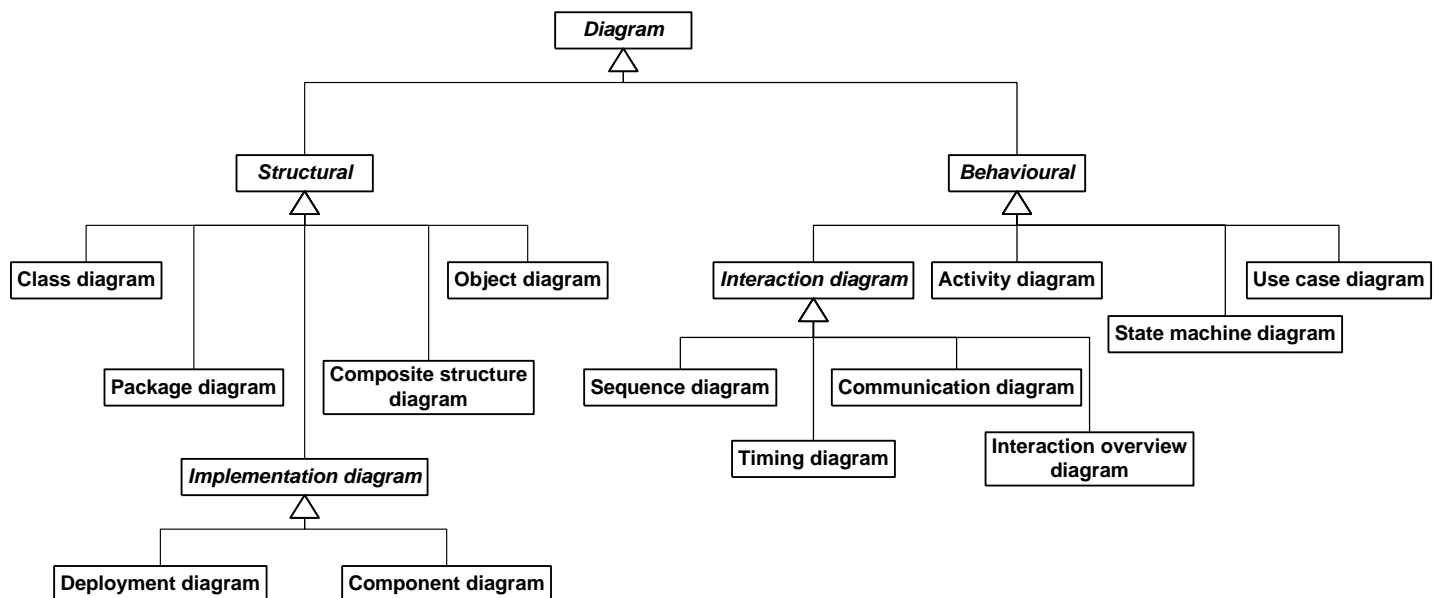 Diagram
Structural
Behavioural
Class diagram
Object diagram
Interaction diagram
Activity diagram
Use case diagram
State machine diagram
Package diagram
Composite structure
diagram
Sequence diagram
Communication diagram
Timing diagram
Interaction overview
diagram
Implementation diagram
Deployment diagram
Component diagram